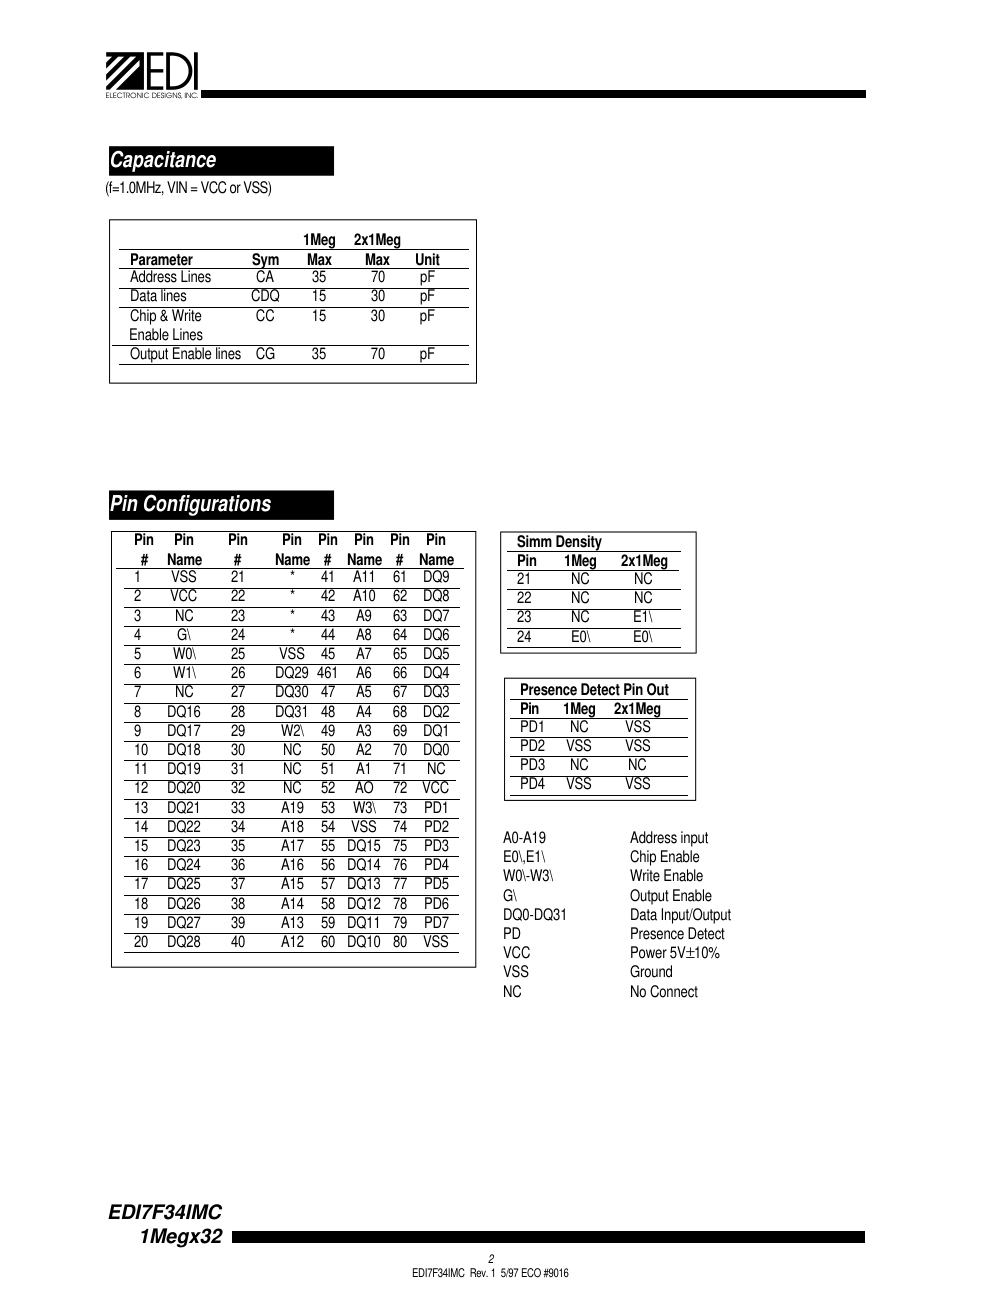 EDI
ELECTRONIC DESIGNS, INC.
Capacitance
(f=1.0MHz, VIN = VCC or VSS)
1Meg 2x1Meg
Parameter Sym Max Max Unit
Address Lines CA 35 70 pF
Data lines CDQ 15 30 pF
Chip & Write CC 15 30 pF
Enable Lines
Output Enable lines CG 35 70 pF
Pin Configurations
Pin Pin Pin Pin Pin Pin Pin Pin
# Name # Name # Name # Name
1 VSS 21 * 41 A11 61 DQ9
2 VCC 22 * 42 A10 62 DQ8
3 NC 23 * 43 A9 63 DQ7
4 G\ 24 * 44 A8 64 DQ6
5 W0\ 25 VSS 45 A7 65 DQ5
6 W1\ 26 DQ29 461 A6 66 DQ4
7 NC 27 DQ30 47 A5 67 DQ3
8 DQ16 28 DQ31 48 A4 68 DQ2
9 DQ17 29 W2\ 49 A3 69 DQ1
10 DQ18 30 NC 50 A2 70 DQ0
11 DQ19 31 NC 51 A1 71 NC
12 DQ20 32 NC 52 AO 72 VCC
13 DQ21 33 A19 53 W3\ 73 PD1
14 DQ22 34 A18 54 VSS 74 PD2
15 DQ23 35 A17 55 DQ15 75 PD3
16 DQ24 36 A16 56 DQ14 76 PD4
17 DQ25 37 A15 57 DQ13 77 PD5
18 DQ26 38 A14 58 DQ12 78 PD6
19 DQ27 39 A13 59 DQ11 79 PD7
20 DQ28 40 A12 60 DQ10 80 VSS
Simm Density
Pin 1Meg 2x1Meg
21 NC NC
22 NC NC
23 NC E1\
24 E0\ E0\
Presence Detect Pin Out
Pin 1Meg 2x1Meg
PD1 NC VSS
PD2 VSS VSS
PD3 NC NC
PD4 VSS VSS
A0-A19 Address input
E0\,E1\ Chip Enable
W0\-W3\ Write Enable
G\ Output Enable
DQ0-DQ31 Data Input/Output
PD Presence Detect
VCC Power 5V±10%
VSS Ground
NC No Connect
EDI7F34IMC
1Megx32
2
EDI7F34IMC Rev. 1 5/97 ECO #9016